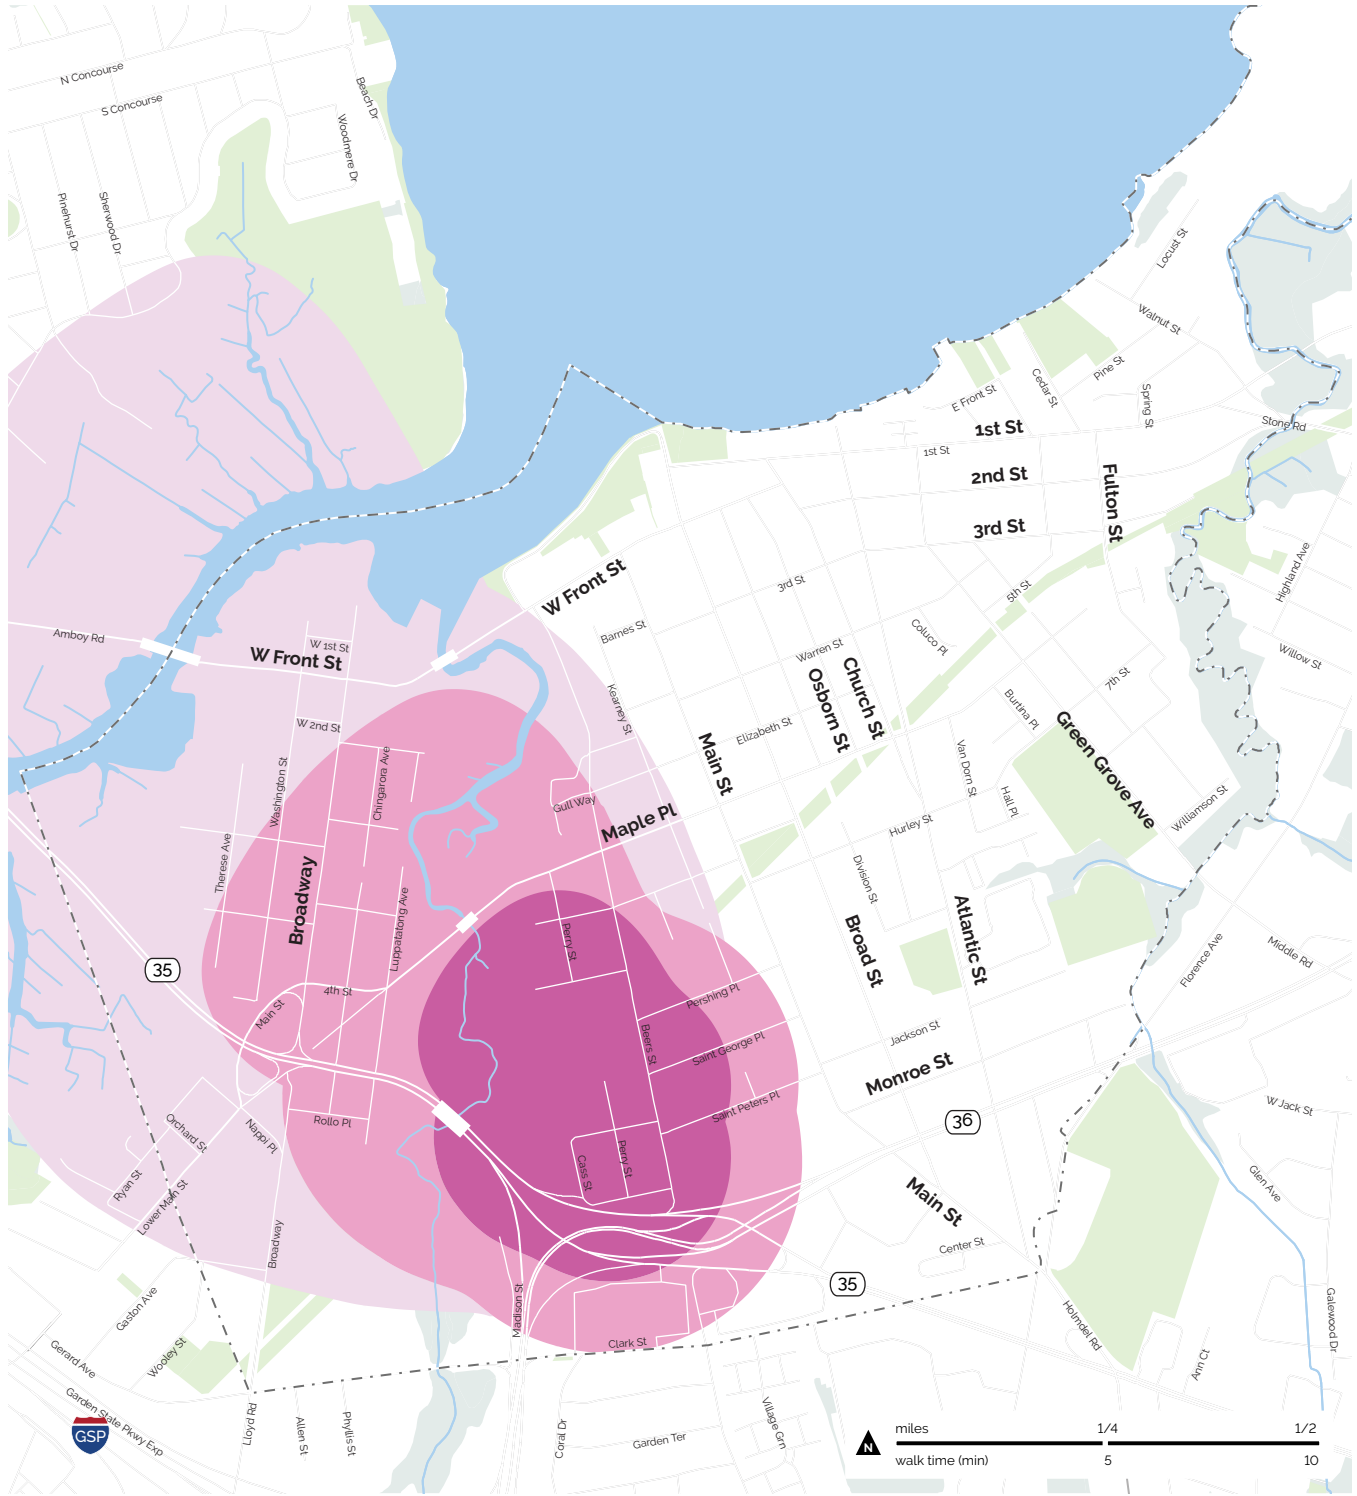 N Concourse
S Concourse
Beach Dr
Woodmere Dr
Pinehurst Dr
Sherwood Dr
Locust St
Walnut St
Pine St
Cedar St
E Front St
Spring St
Stone Rd
1st St
1st St
2nd St
Fulton St
3rd St
Highland Ave
W Front St
3rd St
5th St
Amboy Rd
W 1st St
W Front St
Barnes St
Warren St
Coluco Pl
Church St
Osborn St
Willow St
7th St
Kearney St
Burtina Pl
W 2nd St
Elizabeth St
Main St
Green Grove Ave
Van Dorn St
Hall Pl
Washington St
Chingarora Ave
Gull Way
Maple Pl
Hurley St
Williamson St
Therese Ave
Broadway
Luppatatong Ave
Division St
Perry St
Broad St
Atlantic St
Florence Ave
Middle Rd
35
4th St
Main St
Pershing Pl
Beers St
Saint George Pl
Jackson St
Monroe St
Saint Peters Pl
Rollo Pl
36
W Jack St
Orchard St
Nappi Pl
Cass St
Perry St
Ryan St
Lower Main St
Main St
Glen Ave
Broadway
Center St
35
Gaston Ave
Madison St
Clark St
Holmdel Rd
Galewood Dr
Gerard Ave
Wooley St
Ann Ct
Garden State Pkwy Exp
GSP
Lloyd Rd
Allen St
Phyllis St
Coral Dr
Garden Ter
Village Grn
N
miles 1/4 1/2
walk time (min) 5 10